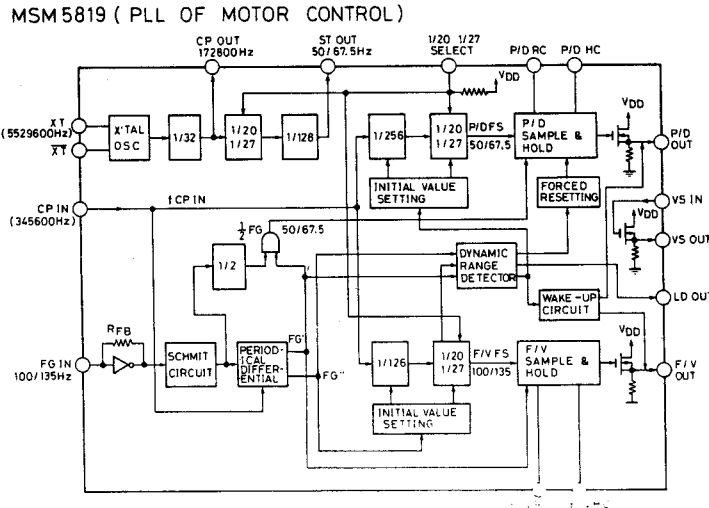 MSM5819 ( PLL OF MOTOR CONTROL)
CP OUT
172800Hz
ST OUT
50/67.5Hz
1/20 1/27
SELECT
P/D RC
P/D HC
VDD
XT
(5529600Hz)
XT
X'TAL
OSC
1/32
1/20
1/27
1/128
1/256
1/20
1/27
P/DFS
50/67.5
P/D
SAMPLE &
HOLD
VDD
P/D
OUT
INITIAL VALUE
SETTING
FORCED
RESETTING
CP IN
(345600Hz)
f CP IN
VS IN
VDD
VS OUT
1/2 FG
50/67.5
1/2
DYNAMIC
RANGE
DETECTOR
WAKE-UP
CIRCUIT
LD OUT
RFB
FG IN
100/135Hz
SCHMIT
CIRCUIT
PERIOD-
ICAL
DIFFER-
ENTIAL
FG'
FG''
1/126
1/20
1/27
F/V FS
100/135
F/V
SAMPLE &
HOLD
VDD
F/V
OUT
INITIAL VALUE
SETTING